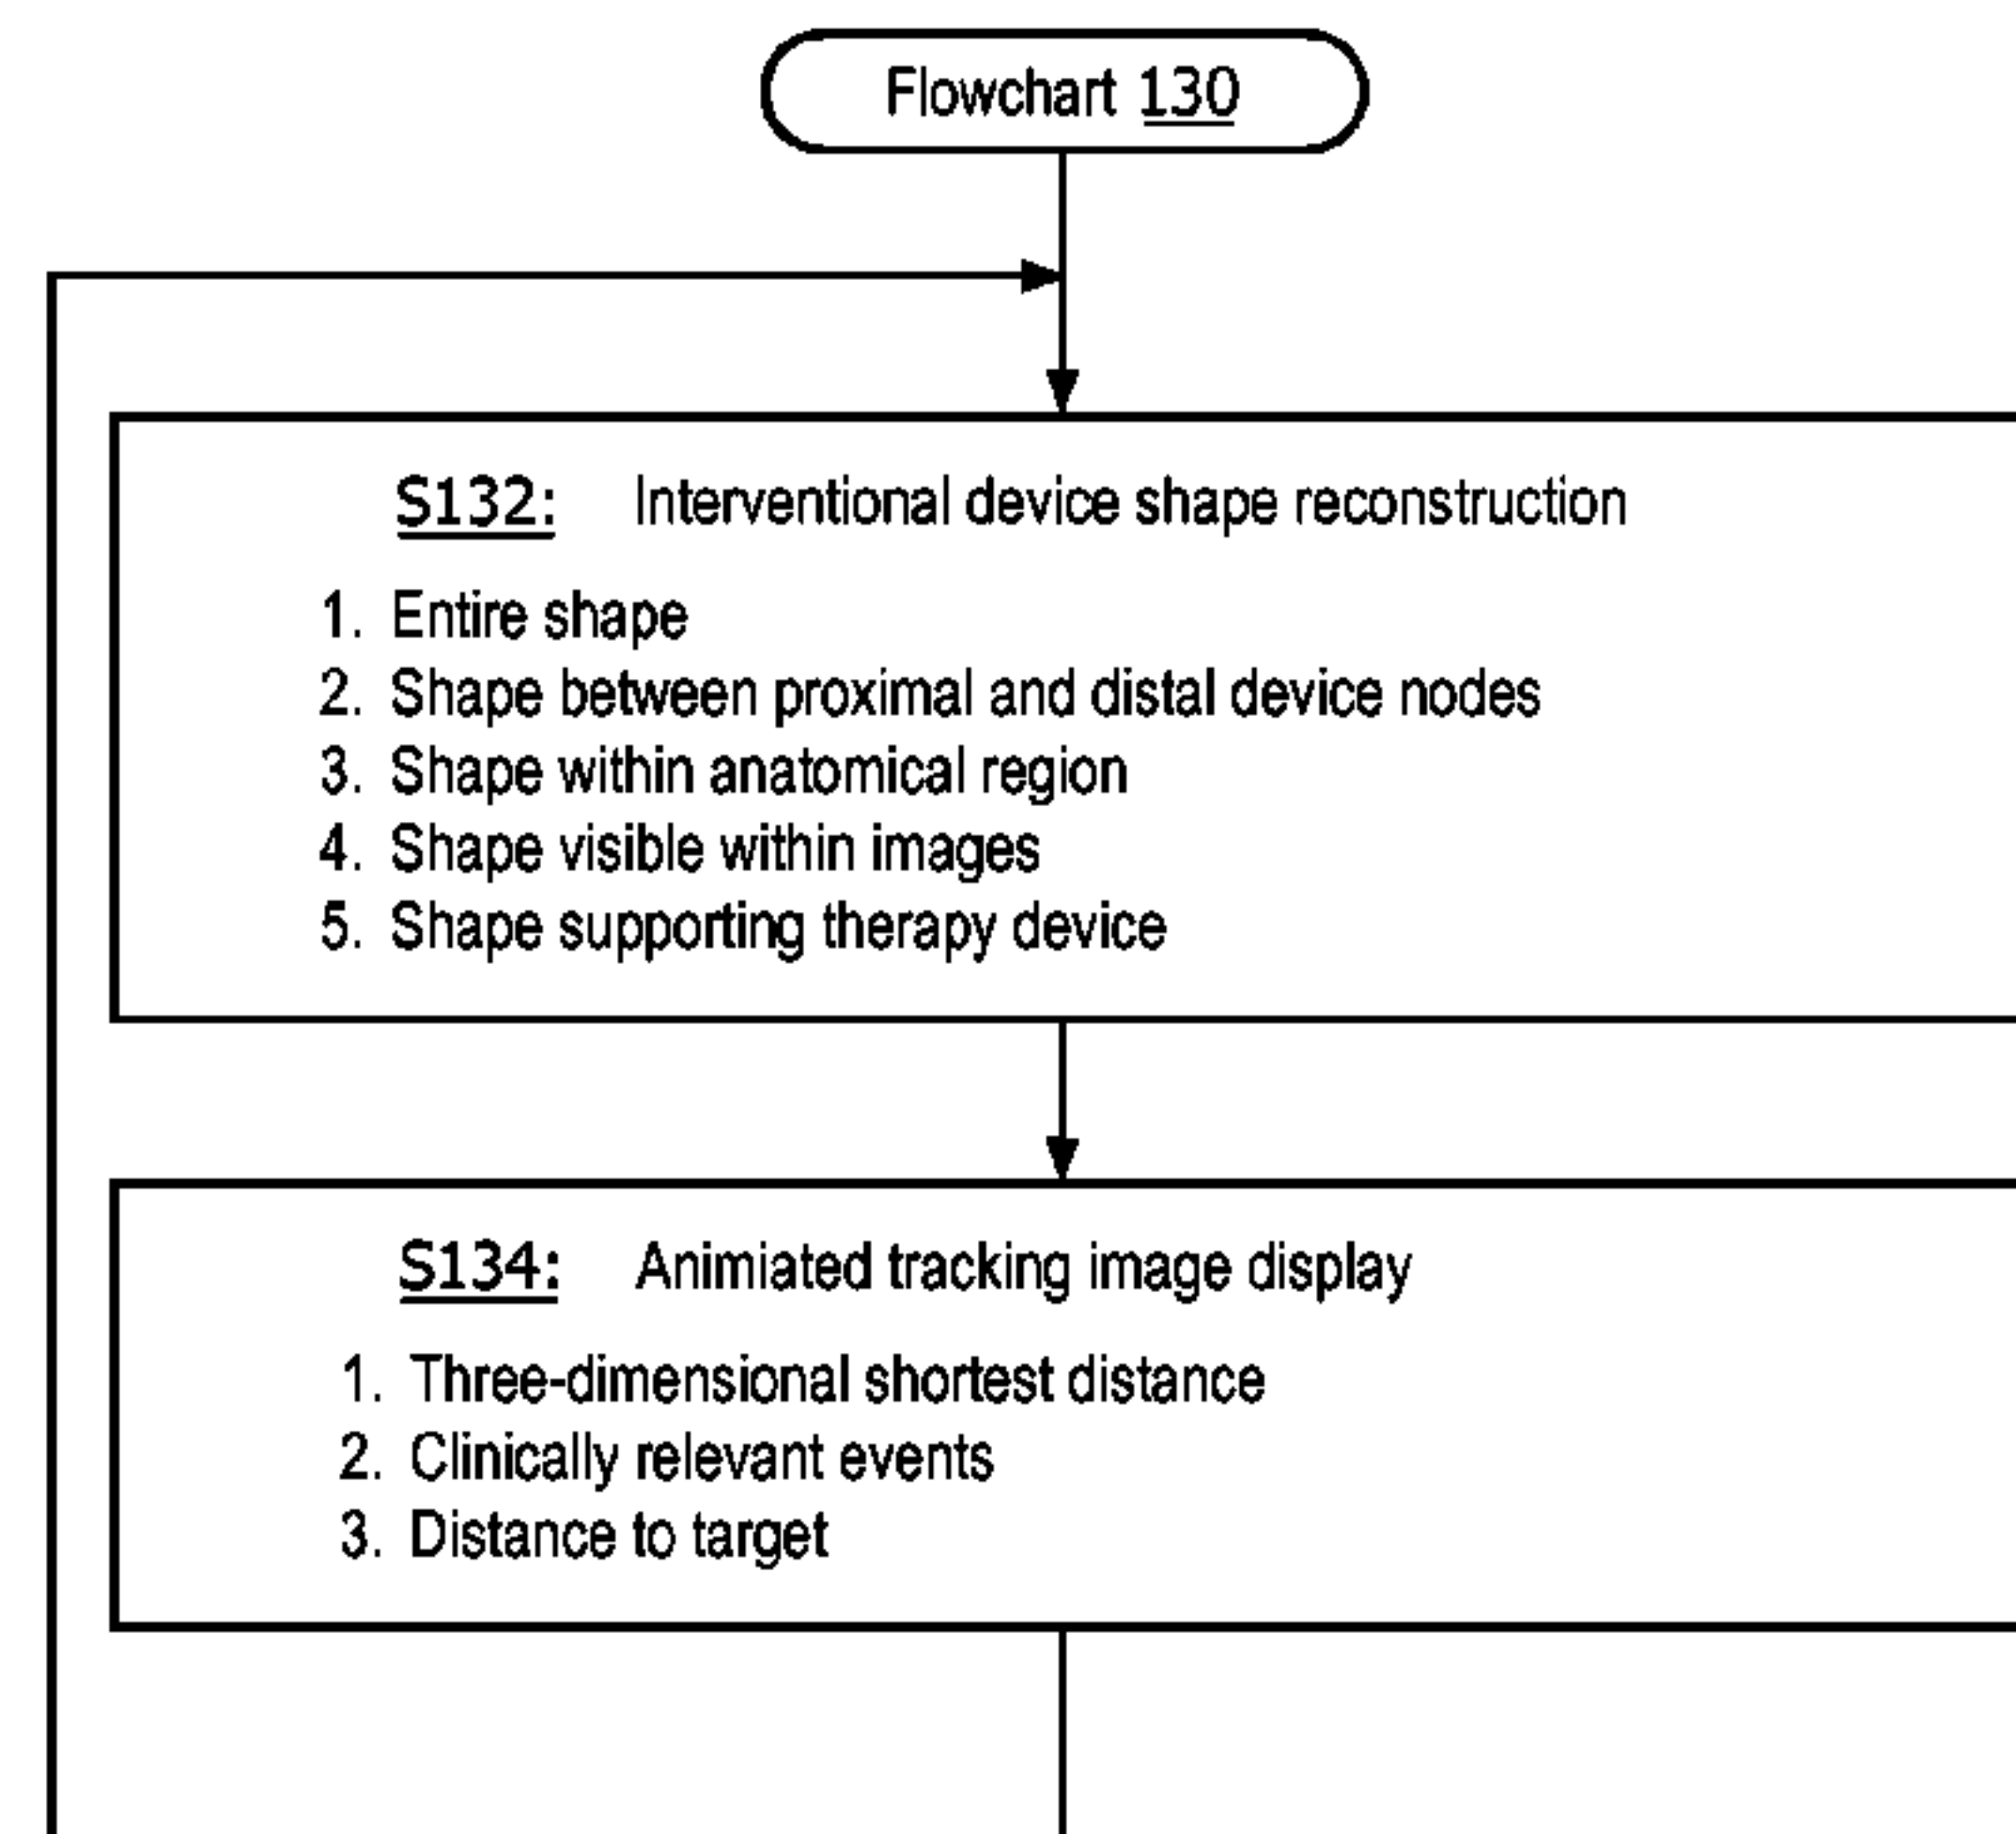 Flowchart 130
S132: Interventional device shape reconstruction
1. Entire shape
2. Shape between proximal and distal device nodes
3. Shape within anatomical region
4. Shape visible within images
5. Shape supporting therapy device
S134: Animiated tracking image display
1. Three-dimensional shortest distance
2. Clinically relevant events
3. Distance to target